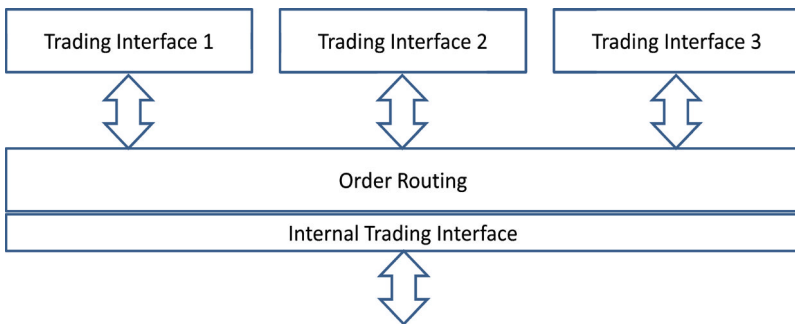 Trading Interface 1
Trading Interface 2
Trading Interface 3
Order Routing
Internal Trading Interface